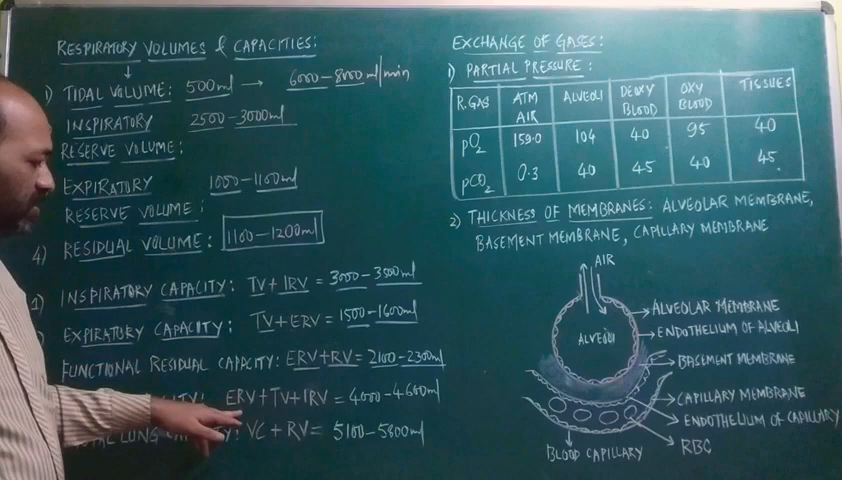 RESPIRATORY VOLUMES & CAPACITIES:
1) TIDAL VOLUME: 500ml → 6000-8000ml/min
INSPIRATORY 2500-3000ml
RESERVE VOLUME:
EXPIRATORY 1000-1100ml
RESERVE VOLUME:
4) RESIDUAL VOLUME: 1100-1200ml
1) INSPIRATORY CAPACITY: TV + IRV = 3000-3500ml
EXPIRATORY CAPACITY: TV + ERV = 1500-1600ml
FUNCTIONAL RESIDUAL CAPACITY: ERV + RV = 2100-2300ml
ERV + TV + IRV = 4000-4600ml
LUNG VC + RV = 5100-5800ml
EXCHANGE OF GASES:
1) PARTIAL PRESSURE:
R.GAS ATM AIR ALVEOLI DEOXY BLOOD OXY BLOOD TISSUES
pO₂ 159.0 104 40 95 40
pCO₂ 0.3 40 45 40 45
2) THICKNESS OF MEMBRANES: ALVEOLAR MEMBRANE,
BASEMENT MEMBRANE, CAPILLARY MEMBRANE
AIR
ALVEOLI
ALVEOLAR MEMBRANE
ENDOTHELIUM OF ALVEOLI
BASEMENT MEMBRANE
CAPILLARY MEMBRANE
ENDOTHELIUM OF CAPILLARY
RBC
BLOOD CAPILLARY